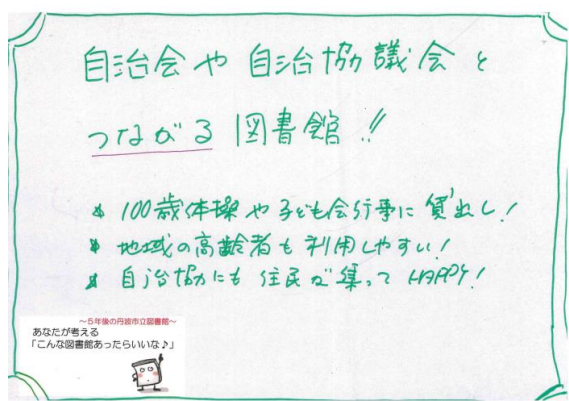 自治会や自治協議会と
つながる図書館!!
* 100歳体操や子ども会行事に貸出し!
* 地域の高齢者も利用しやすい!
* 自治協にも住民が集ってHAPPY!
～5年後の丹波市立図書館～
あなたが考える
「こんな図書館あったらいいな♪」